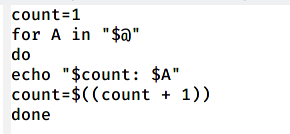 count=1
for A in "$@"
do
echo "$count: $A"
count=$((count + 1))
done